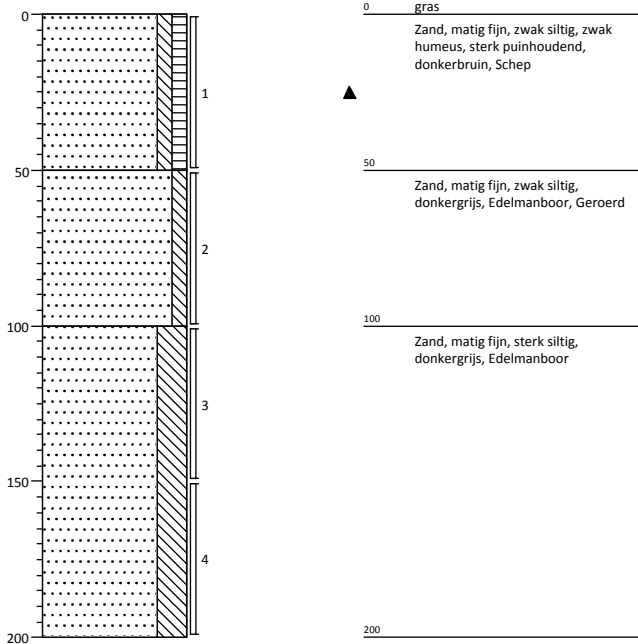 0
50
100
150
200
1
2
3
4
0
gras
Zand, matig fijn, zwak siltig, zwak
humeus, sterk puinhoudend,
donkerbruin, Schep
50
Zand, matig fijn, zwak siltig,
donkergrijs, Edelmanboor, Geroerd
100
Zand, matig fijn, sterk siltig,
donkergrijs, Edelmanboor
200